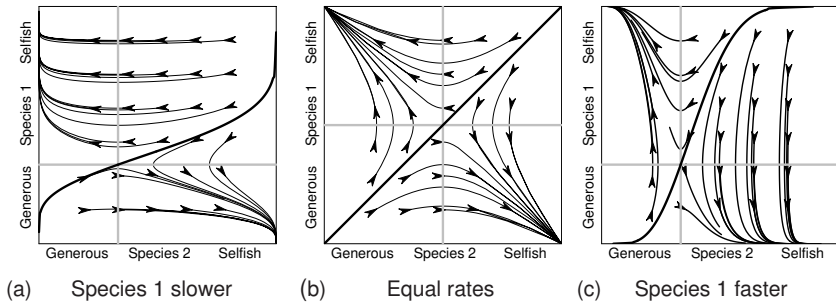 Selfish
Species 1
Generous
Generous Species 2 Selfish
(a) Species 1 slower
Selfish
Species 1
Generous
Generous Species 2 Selfish
(b) Equal rates
Selfish
Species 1
Generous
Generous Species 2 Selfish
(c) Species 1 faster